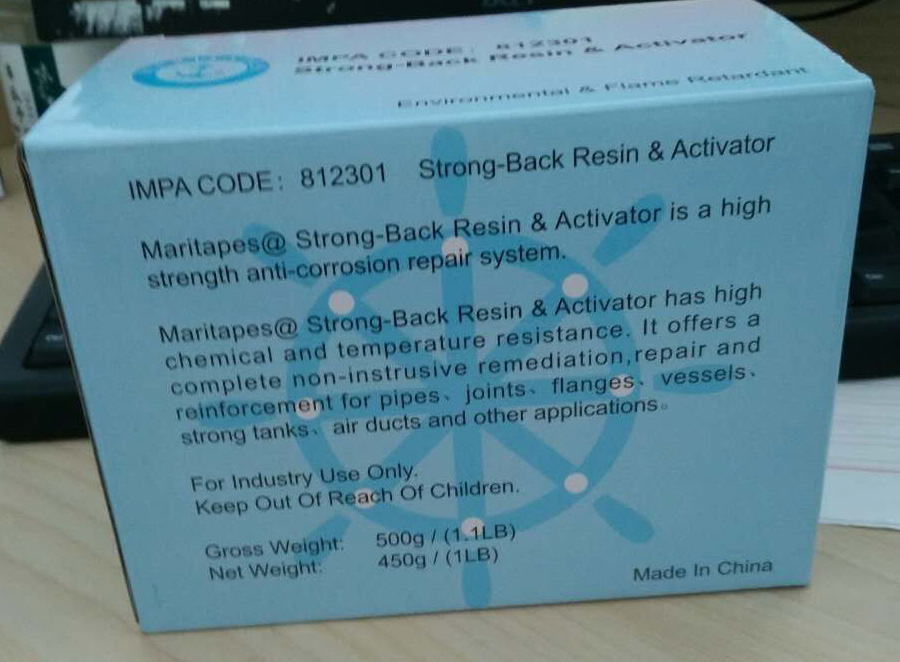 IMPA CODE: 812301
Strong-Back Resin & Activator
Environmental & Flame Retardant
IMPA CODE: 812301 Strong-Back Resin & Activator
Maritapes@ Strong-Back Resin & Activator is a high
strength anti-corrosion repair system.
Maritapes@ Strong-Back Resin & Activator has high
chemical and temperature resistance. It offers a
complete non-instrusive remediation,repair and
reinforcement for pipes、joints、flanges、vessels、
strong tanks、air ducts and other applications。
For Industry Use Only.
Keep Out Of Reach Of Children.
Gross Weight: 500g / (1.1LB)
Net Weight: 450g / (1LB)
Made In China